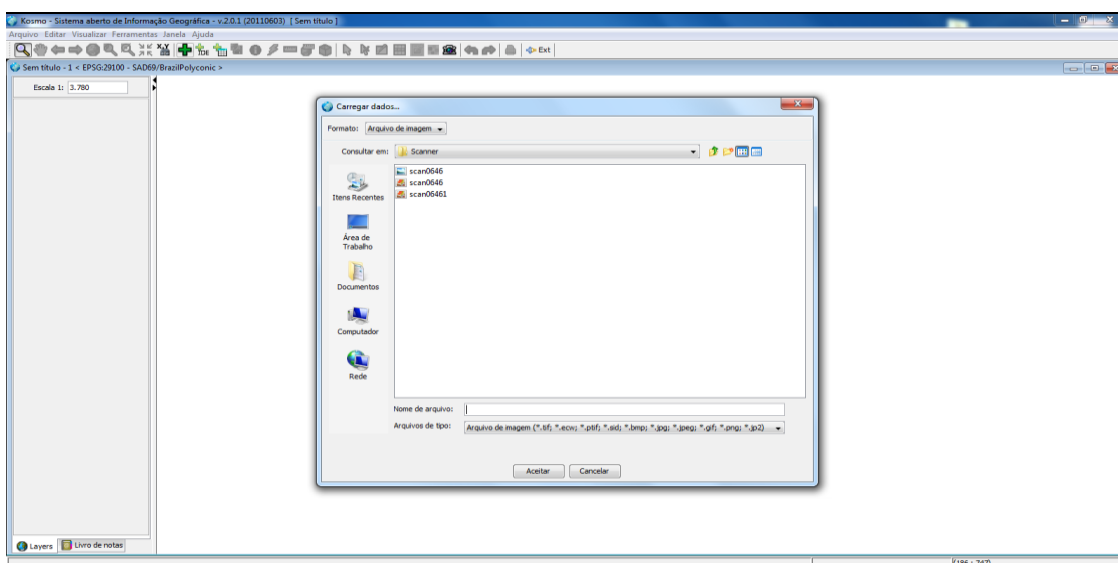 Kosmo - Sistema aberto de Informação Geográfica - v.2.0.1 (20110603) [ Sem título ]
Arquivo Editar Visualizar Ferramentas Janela Ajuda
X,Y TDE Ext
Sem título - 1 < EPSG:29100 - SAD69/BrazilPolyconic >
Escala 1: 3.780
Carregar dados...
Formato: Arquivo de imagem
Consultar em: Scanner
scan0646
scan0646
scan06461
Itens Recentes
Área de
Trabalho
Documentos
Computador
Rede
Nome de arquivo:
Arquivos de tipo: Arquivo de imagem (*.tif; *.ecw; *.ptif; *.sid; *.bmp; *.jpg; *.jpeg; *.gif; *.png; *.jp2)
Aceitar Cancelar
Layers Livro de notas